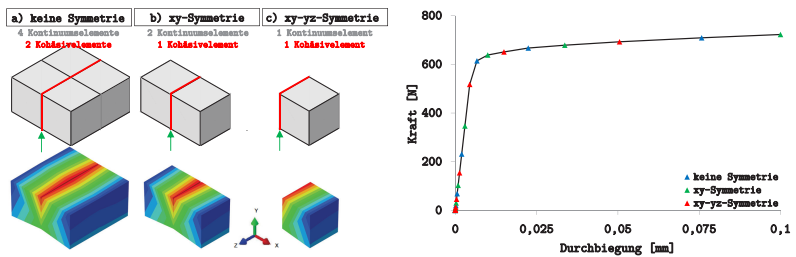 a) keine Symmetrie
4 Kontinuumselemente
2 Kohäsivelemente
b) xy-Symmetrie
2 Kontinuumselemente
1 Kohäsivelement
c) xy-yz-Symmetrie
1 Kontinuumselement
1 Kohäsivelement
Y
Z
X
Kraft [N]
800
600
400
200
0
0
0,025
0,05
0,075
0,1
Durchbiegung [mm]
keine Symmetrie
xy-Symmetrie
xy-yz-Symmetrie